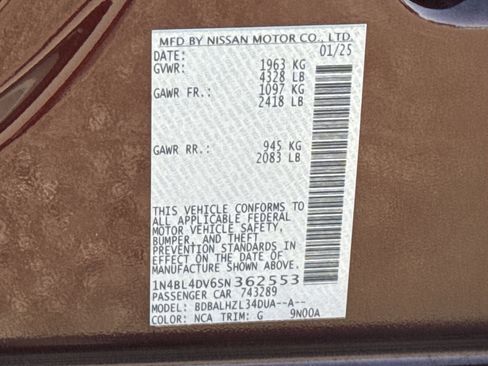 MFD BY NISSAN MOTOR CO., LTD.
DATE: 01/25
GVWR: 1963 KG
4328 LB
GAWR FR.: 1097 KG
2418 LB
GAWR RR.: 945 KG
2083 LB
THIS VEHICLE CONFORMS TO
ALL APPLICABLE FEDERAL
MOTOR VEHICLE SAFETY,
BUMPER, AND THEFT
PREVENTION STANDARDS IN
EFFECT ON THE DATE OF
MANUFACTURE SHOWN ABOVE.
1N4BL4DV6SN362553
PASSENGER CAR 743289
MODEL: BDBALHZL34DUA--A--
COLOR: NCA TRIM: G 9N00A